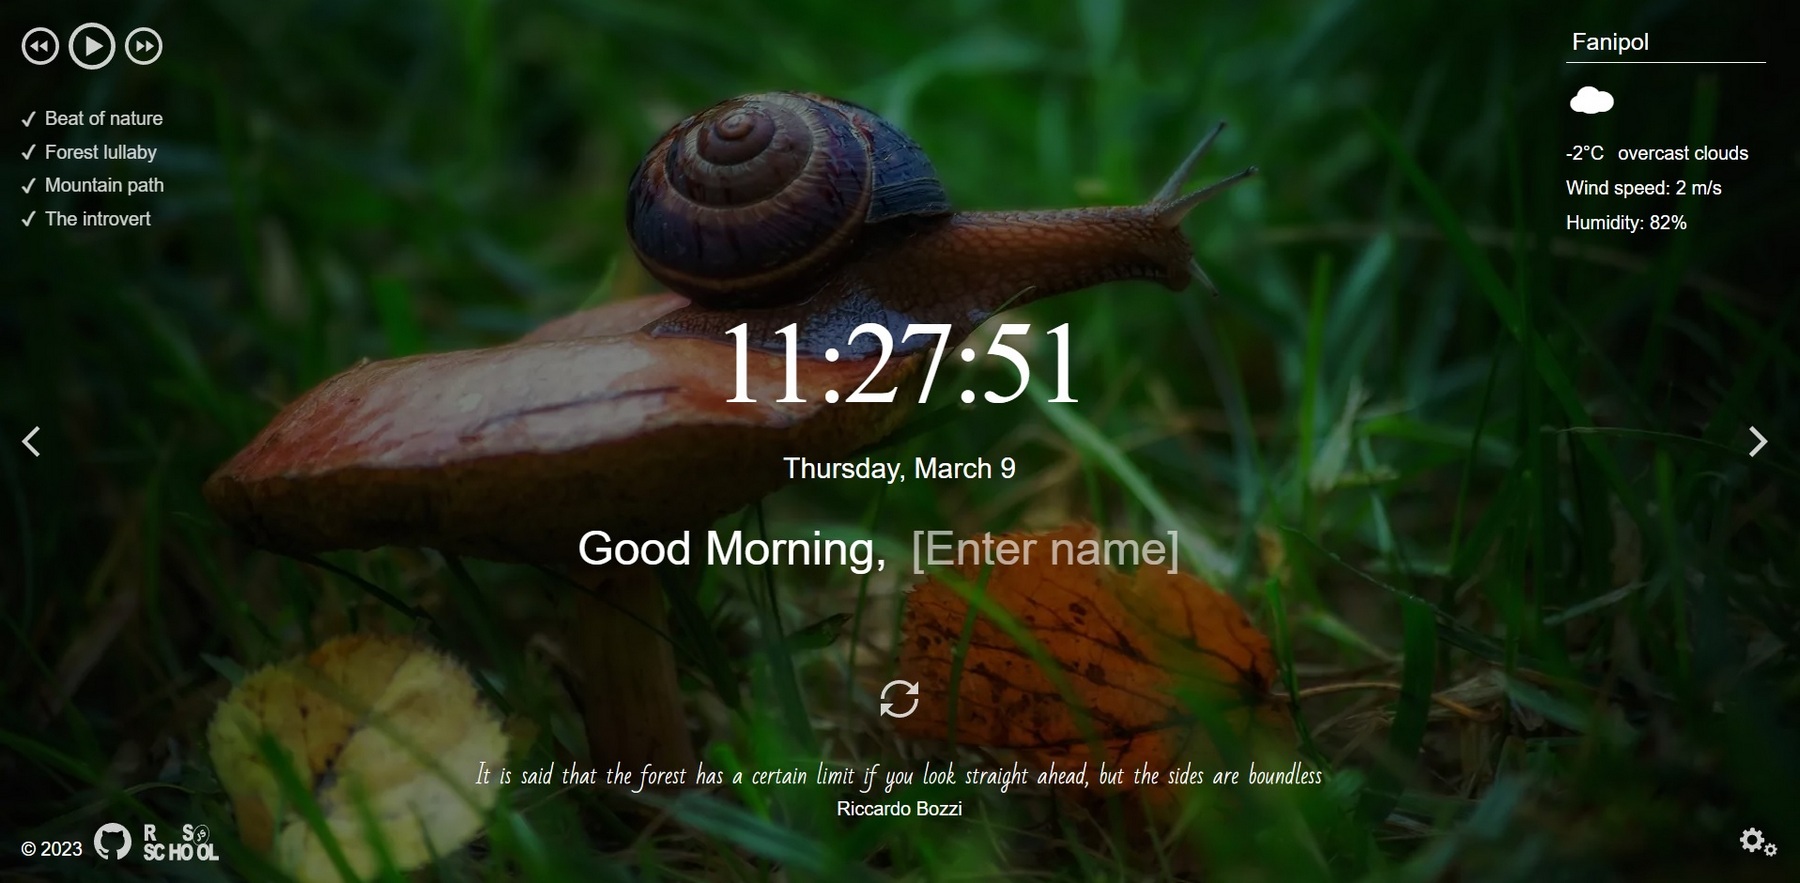 Beat of nature
Forest lullaby
Mountain path
The introvert
Fanipol
-2°C overcast clouds
Wind speed: 2 m/s
Humidity: 82%
11:27:51
Thursday, March 9
Good Morning, [Enter name]
It is said that the forest has a certain limit if you look straight ahead, but the sides are boundless
Riccardo Bozzi
© 2023
RS
SCHOOL